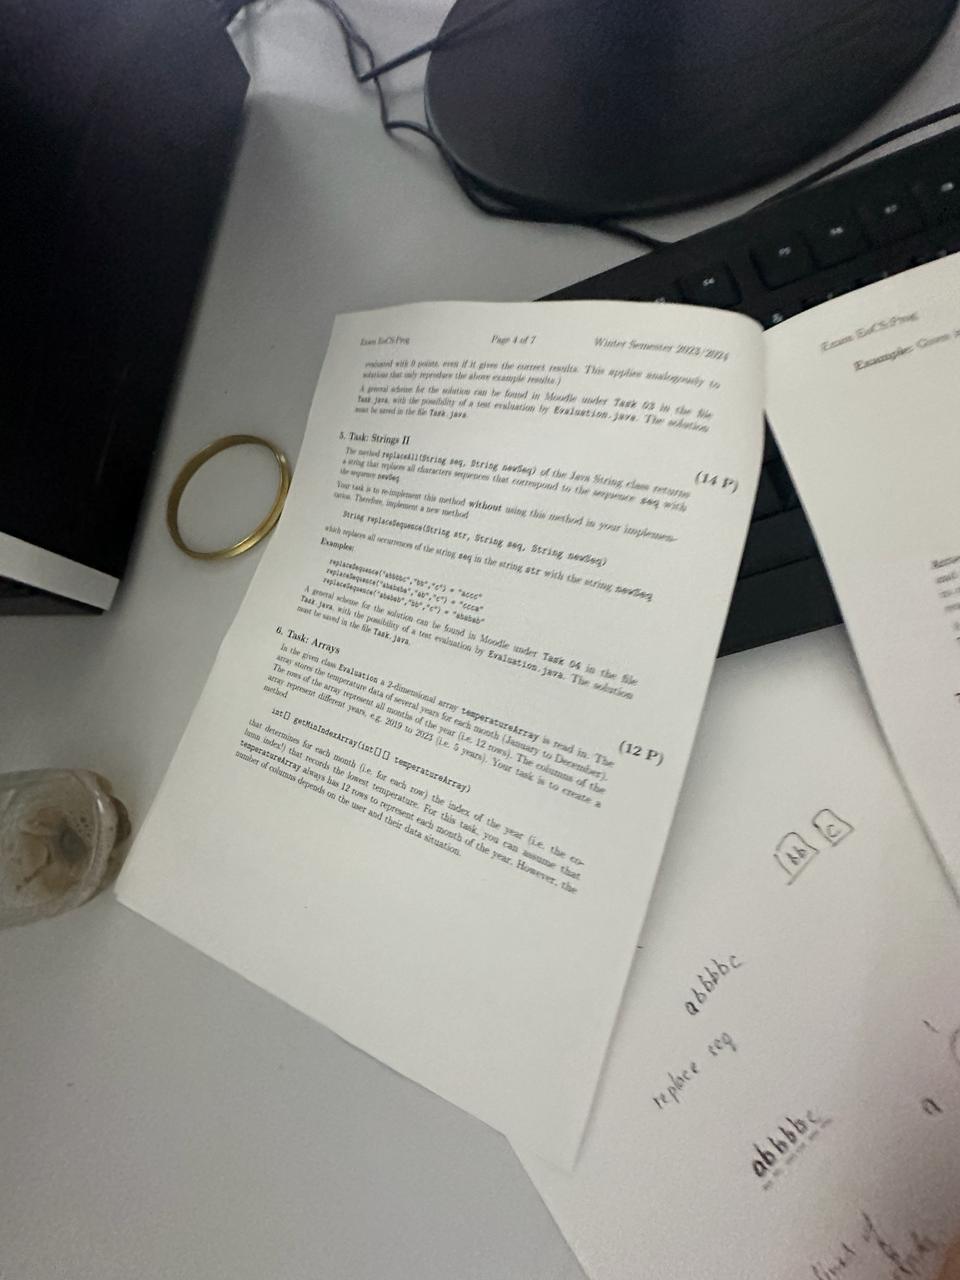 Exam EoCS:Prog
Page 4 of 7
Winter Semester 2023/2024
evaluated with 0 points, even if it gives the correct results. This applies analogously to
solutions that only reproduce the above example results.)
A general scheme for the solution can be found in Moodle under Task 03 in the file
Task.java, with the possibility of a test evaluation by Evaluation.java. The solution
must be saved in the file Task.java.
5. Task: Strings II
(14 P)
The method replaceAll(String seq, String newSeq) of the Java String class returns
a string that replaces all characters sequences that correspond to the sequence seq with
the sequence newSeq.
Your task is to re-implement this method without using this method in your implemen-
tation. Therefore, implement a new method
String replaceSequence(String str, String seq, String newSeq)
which replaces all occurrences of the string seq in the string str with the string newSeq.
Examples:
replaceSequence("abbbbc","bb","c") = "accc"
replaceSequence("abababa","ab","c") = "ccca"
replaceSequence("ababab","bb","c") = "ababab"
A general scheme for the solution can be found in Moodle under Task 04 in the file
Task.java, with the possibility of a test evaluation by Evaluation.java. The solution
must be saved in the file Task.java.
6. Task: Arrays
(12 P)
In the given class Evaluation a 2-dimensional array temperatureArray is read in. The
array stores the temperature data of several years for each month (January to December).
The rows of the array represent all months of the year (i.e. 12 rows). The columns of the
array represent different years, e.g. 2019 to 2023 (i.e. 5 years). Your task is to create a
method
int[] getMinIndexArray(int[][] temperatureArray)
that determines for each month (i.e. for each row) the index of the year (i.e. the co-
lumn index!) that records the lowest temperature. For this task, you can assume that
temperatureArray always has 12 rows to represent each month of the year. However, the
number of columns depends on the user and their data situation.
Exam EoCS:Prog
Example: Given
bb c
abbbbc
replace seq
abbbbc
a